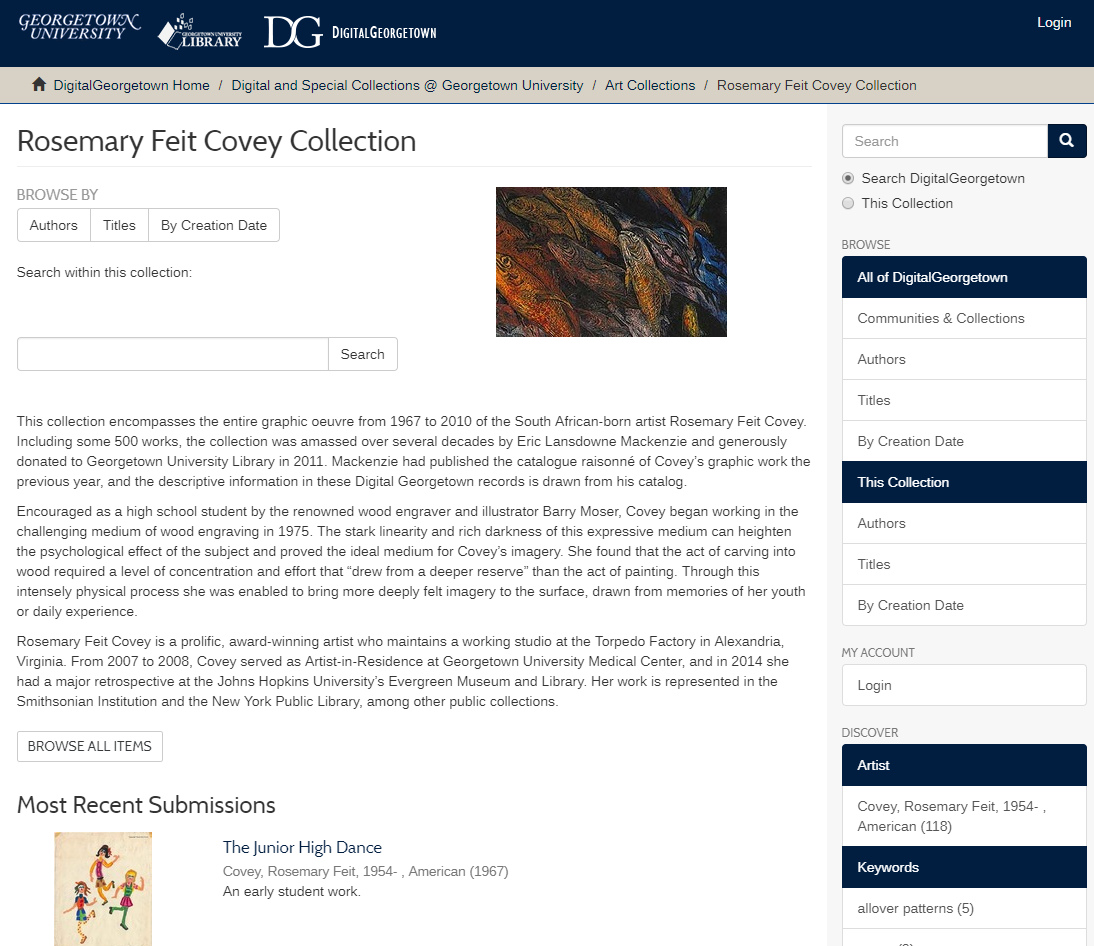 GEORGETOWN UNIVERSITY
GEORGETOWN UNIVERSITY LIBRARY
DG DIGITALGEORGETOWN
Login
DigitalGeorgetown Home / Digital and Special Collections @ Georgetown University / Art Collections / Rosemary Feit Covey Collection
Rosemary Feit Covey Collection
BROWSE BY
Authors Titles By Creation Date
Search within this collection:
Search
This collection encompasses the entire graphic oeuvre from 1967 to 2010 of the South African-born artist Rosemary Feit Covey.
Including some 500 works, the collection was amassed over several decades by Eric Lansdowne Mackenzie and generously
donated to Georgetown University Library in 2011. Mackenzie had published the catalogue raisonné of Covey’s graphic work the
previous year, and the descriptive information in these Digital Georgetown records is drawn from his catalog.
Encouraged as a high school student by the renowned wood engraver and illustrator Barry Moser, Covey began working in the
challenging medium of wood engraving in 1975. The stark linearity and rich darkness of this expressive medium can heighten
the psychological effect of the subject and proved the ideal medium for Covey’s imagery. She found that the act of carving into
wood required a level of concentration and effort that “drew from a deeper reserve” than the act of painting. Through this
intensely physical process she was enabled to bring more deeply felt imagery to the surface, drawn from memories of her youth
or daily experience.
Rosemary Feit Covey is a prolific, award-winning artist who maintains a working studio at the Torpedo Factory in Alexandria,
Virginia. From 2007 to 2008, Covey served as Artist-in-Residence at Georgetown University Medical Center, and in 2014 she
had a major retrospective at the Johns Hopkins University’s Evergreen Museum and Library. Her work is represented in the
Smithsonian Institution and the New York Public Library, among other public collections.
BROWSE ALL ITEMS
Most Recent Submissions
The Junior High Dance
Covey, Rosemary Feit, 1954- , American (1967)
An early student work.
Search
Search DigitalGeorgetown
This Collection
BROWSE
All of DigitalGeorgetown
Communities & Collections
Authors
Titles
By Creation Date
This Collection
Authors
Titles
By Creation Date
MY ACCOUNT
Login
DISCOVER
Artist
Covey, Rosemary Feit, 1954- ,
American (118)
Keywords
allover patterns (5)